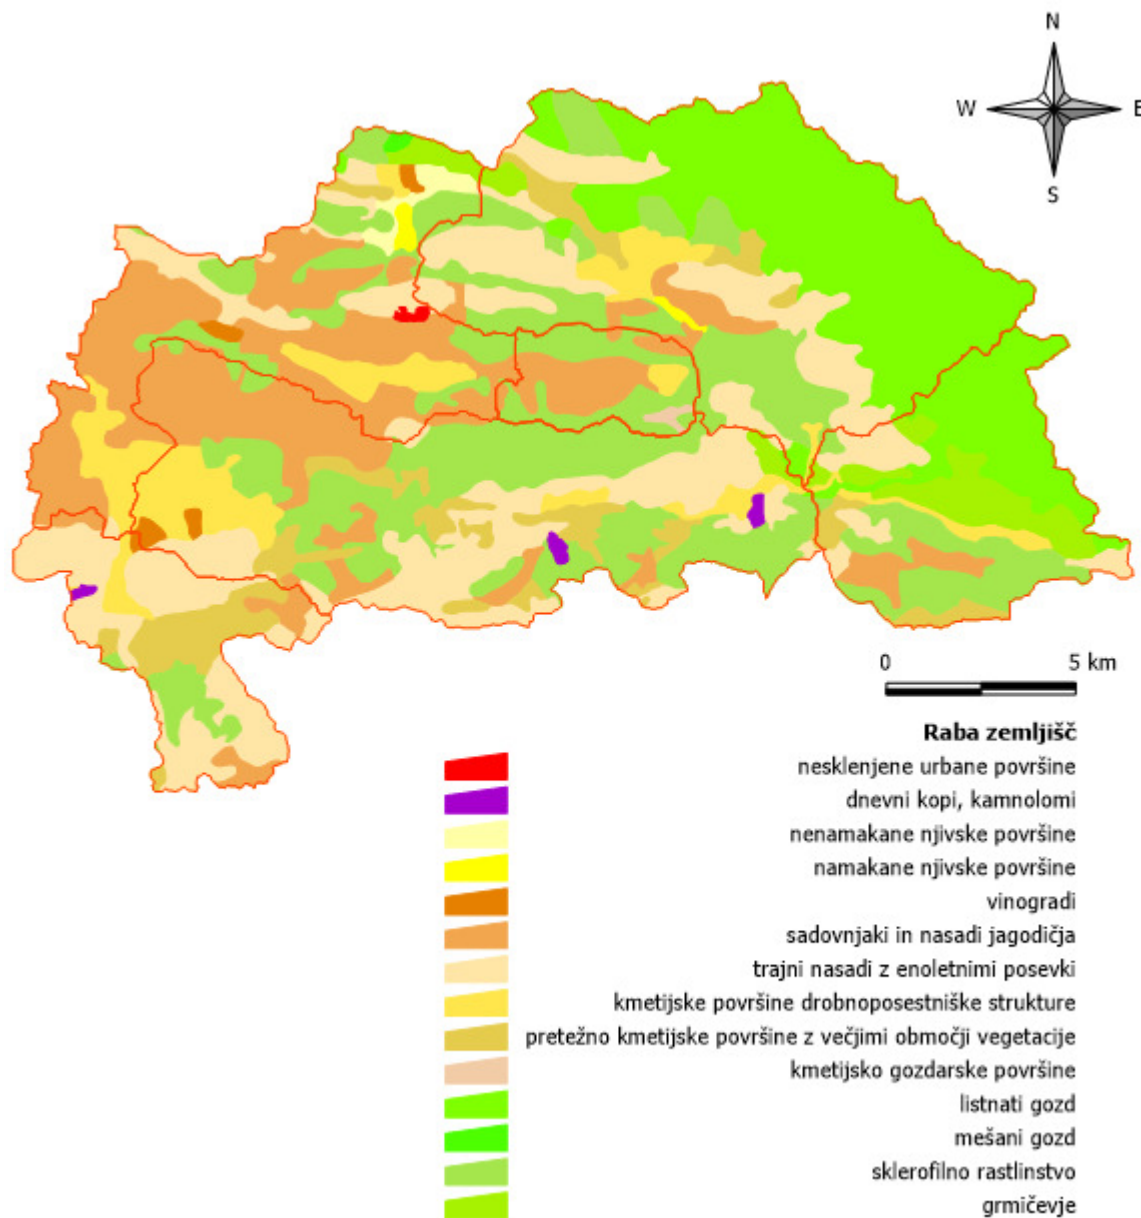 N
W
E
S
0 5 km
Raba zemljišč
nesklenjene urbane površine
dnevni kopi, kamnolomi
nenamakane njivske površine
namakane njivske površine
vinogradi
sadovnjaki in nasadi jagodičja
trajni nasadi z enoletnimi posevki
kmetijske površine drobnoposestniške strukture
pretežno kmetijske površine z večjimi območji vegetacije
kmetijsko gozdarske površine
listnati gozd
mešani gozd
sklerofilno rastlinstvo
grmičevje